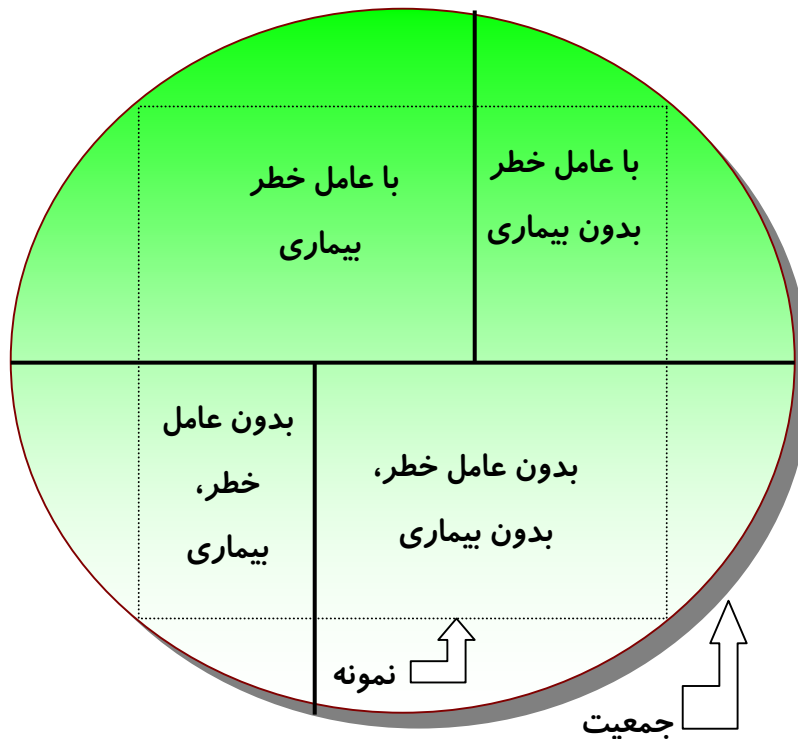 با عامل خطر
بدون بیماری
با عامل خطر
بیماری
بدون عامل خطر،
بدون بیماری
بدون عامل
خطر،
بیماری
نمونه
جمعیت